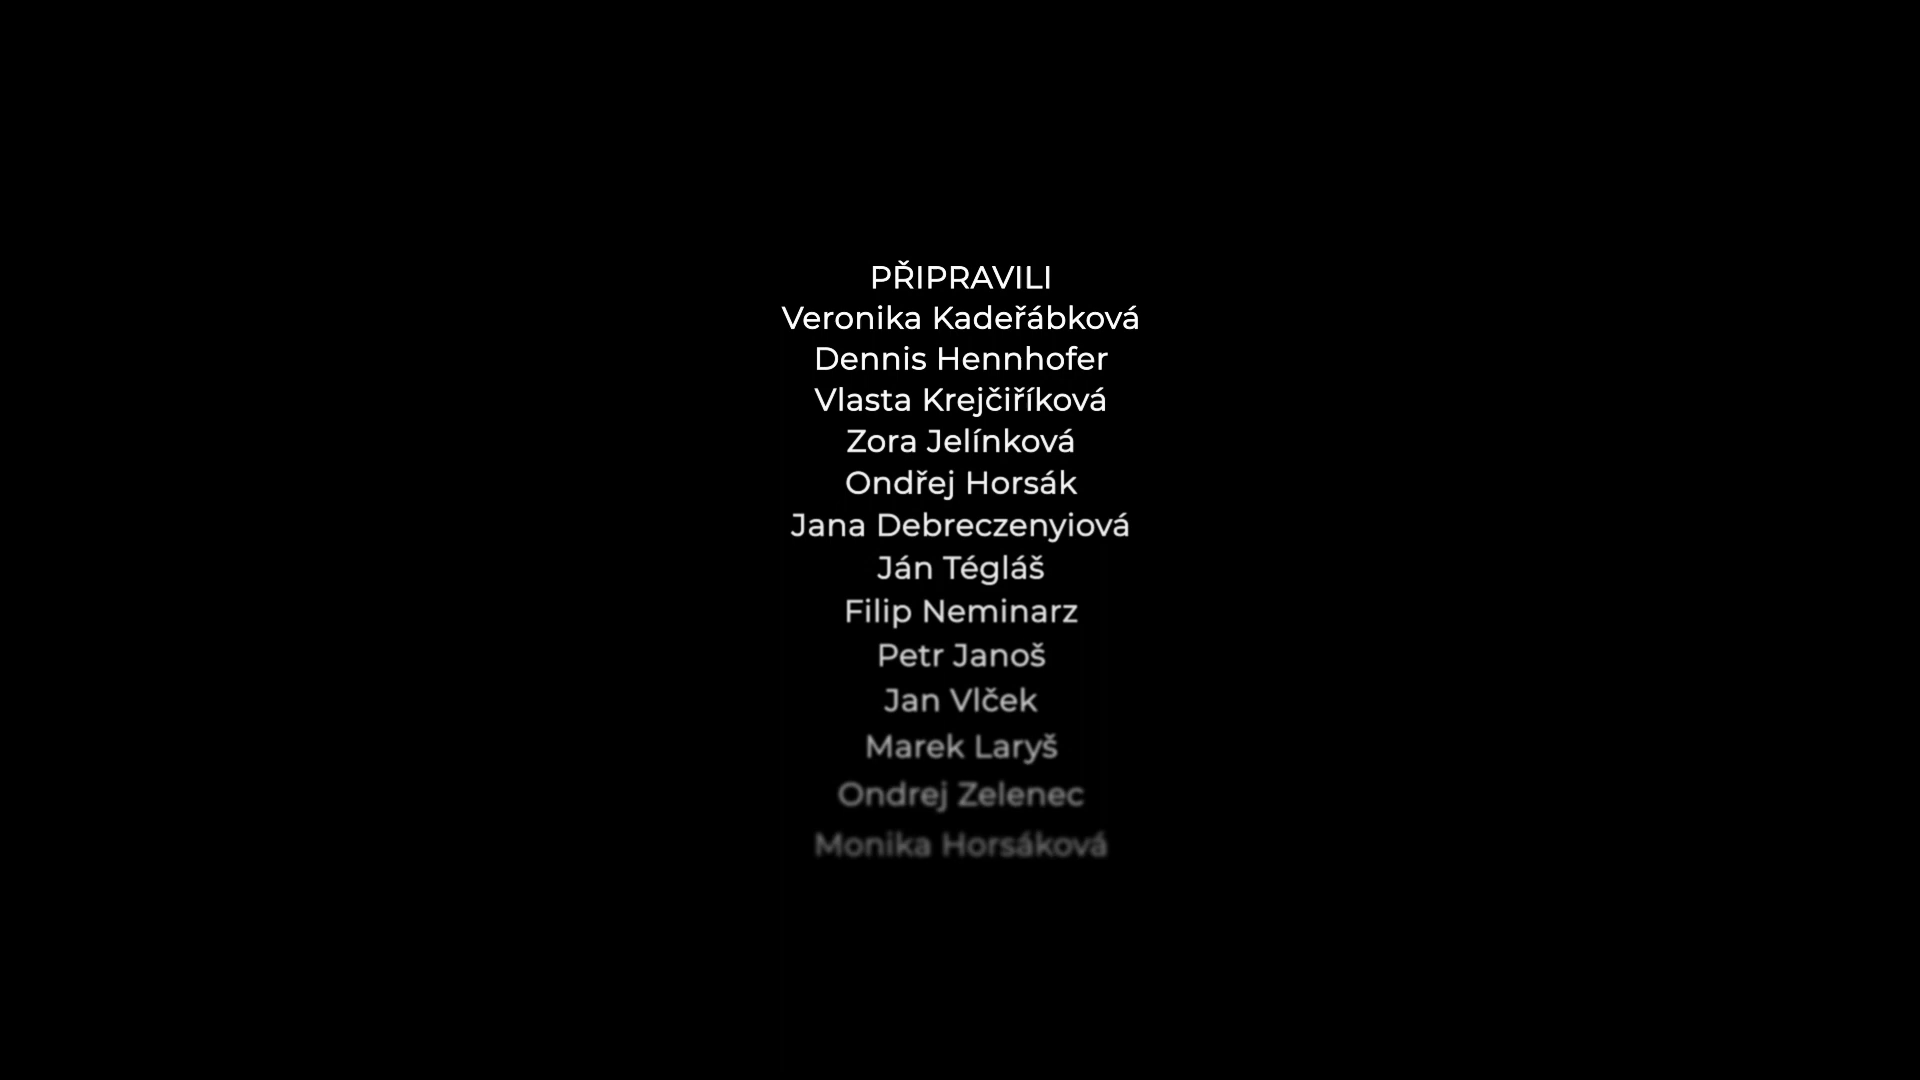 PŘIPRAVILI
Veronika Kadeřábková
Dennis Hennhofer
Vlasta Krejčiříková
Zora Jelínková
Ondřej Horsák
Jana Debreczenyiová
Ján Tégláš
Filip Neminarz
Petr Janoš
Jan Vlček
Marek Laryš
Ondrej Zelenec
Monika Horsáková